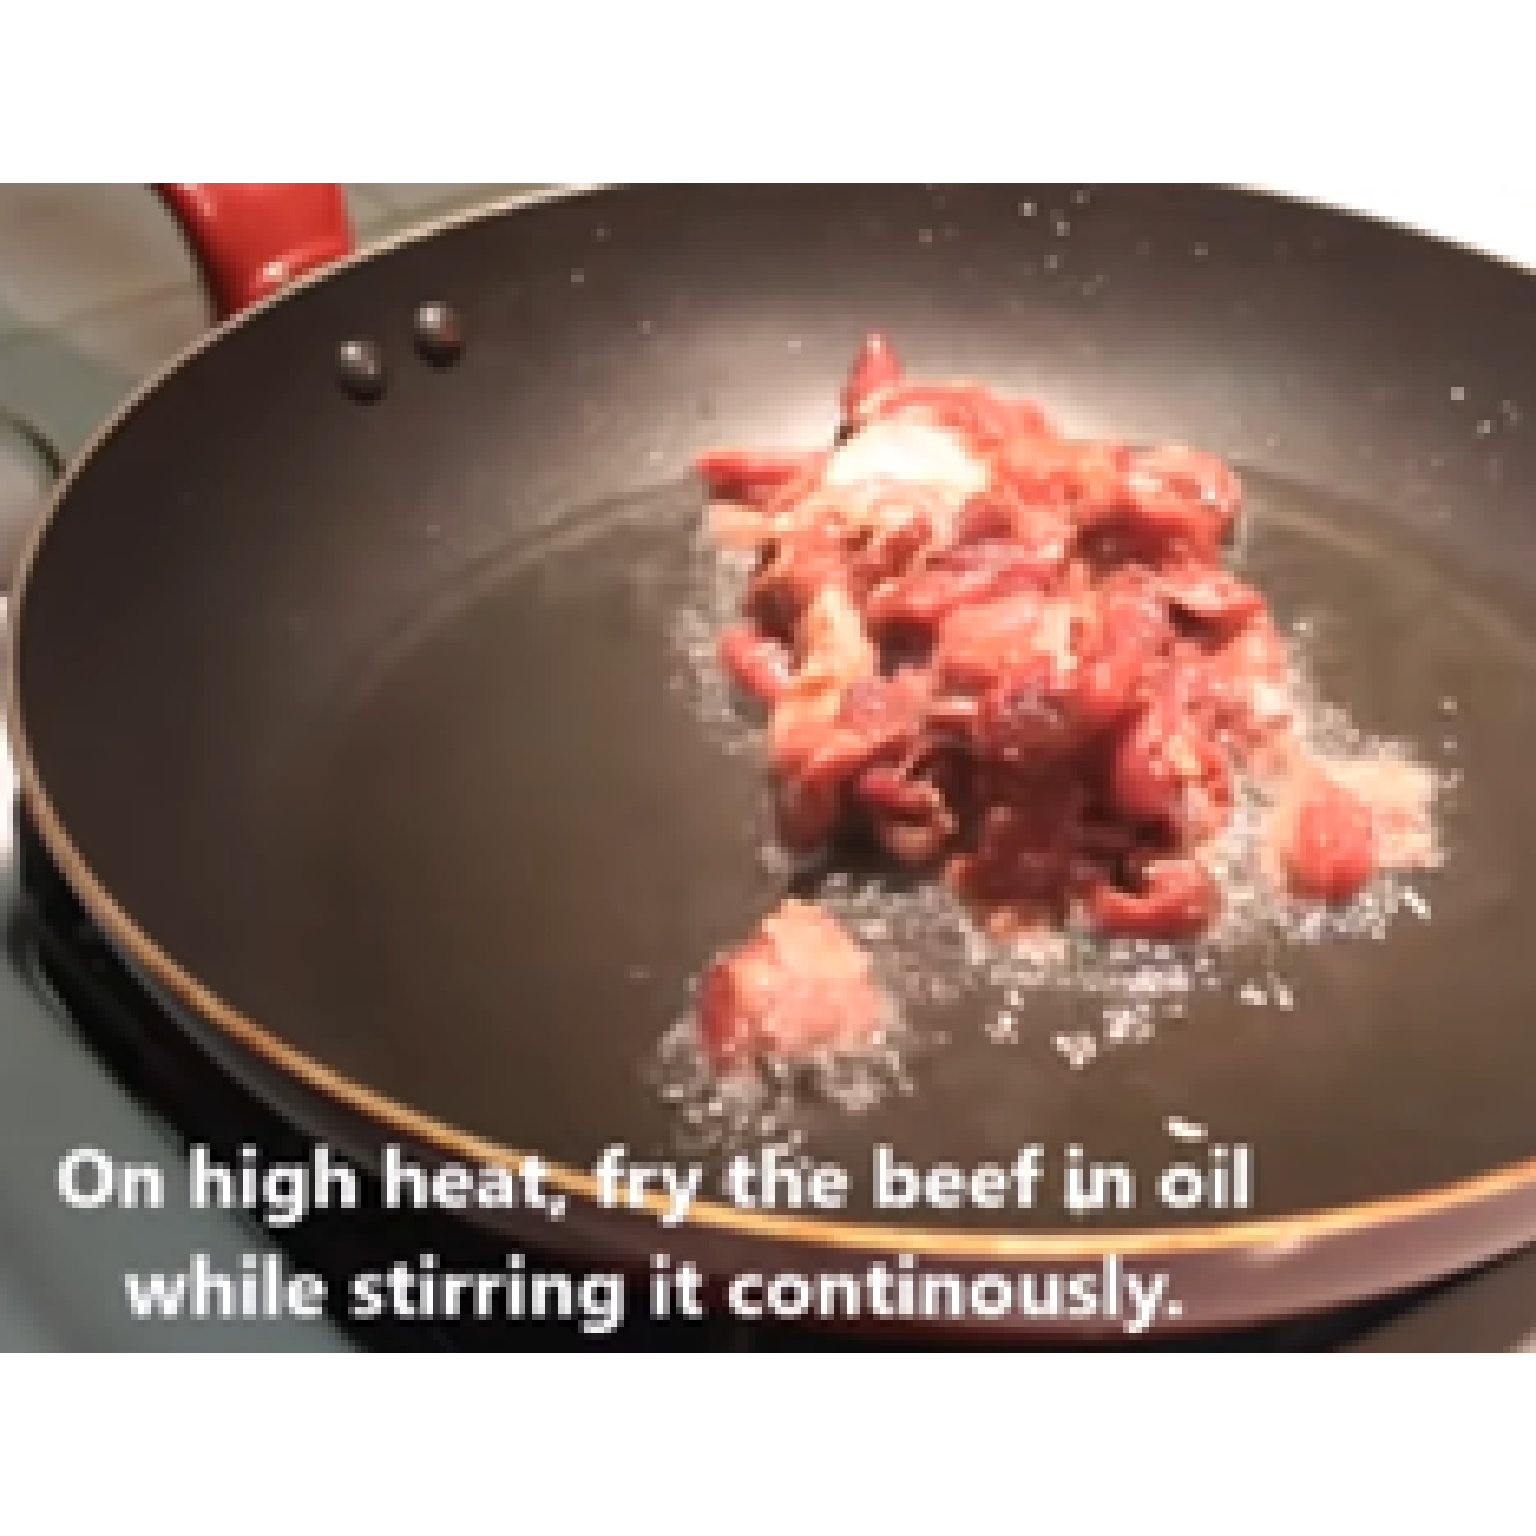 On high heat, fry the beef in oil
while stirring it continously.